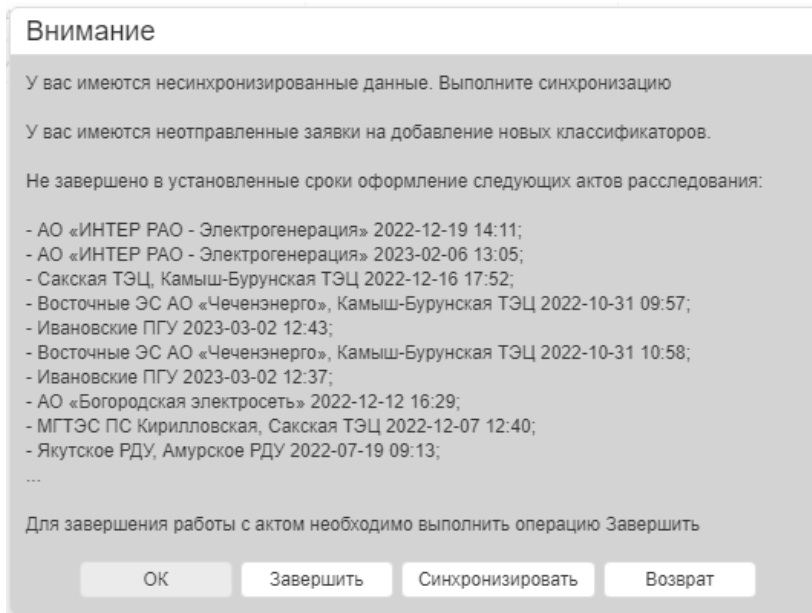 Внимание
У вас имеются несинхронизированные данные. Выполните синхронизацию
У вас имеются неотправленные заявки на добавление новых классификаторов.
Не завершено в установленные сроки оформление следующих актов расследования:
- АО «ИНТЕР РАО - Электрогенерация» 2022-12-19 14:11;
- АО «ИНТЕР РАО - Электрогенерация» 2023-02-06 13:05;
- Сакская ТЭЦ, Камыш-Бурунская ТЭЦ 2022-12-16 17:52;
- Восточные ЭС АО «Чеченэнерго», Камыш-Бурунская ТЭЦ 2022-10-31 09:57;
- Ивановские ПГУ 2023-03-02 12:43;
- Восточные ЭС АО «Чеченэнерго», Камыш-Бурунская ТЭЦ 2022-10-31 10:58;
- Ивановские ПГУ 2023-03-02 12:37;
- АО «Богородская электросеть» 2022-12-12 16:29;
- МГТЭС ПС Кирилловская, Сакская ТЭЦ 2022-12-07 12:40;
- Якутское РДУ, Амурское РДУ 2022-07-19 09:13;
...
Для завершения работы с актом необходимо выполнить операцию Завершить
ОК Завершить Синхронизировать Возврат